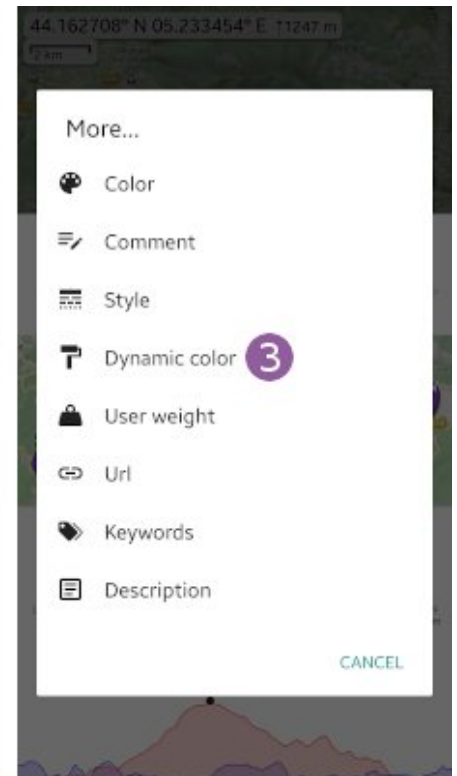 44.162708° N 05.233454° E ↑1247 m
2 km
More...
Color
Comment
Style
Dynamic color 3
User weight
Url
Keywords
Description
CANCEL